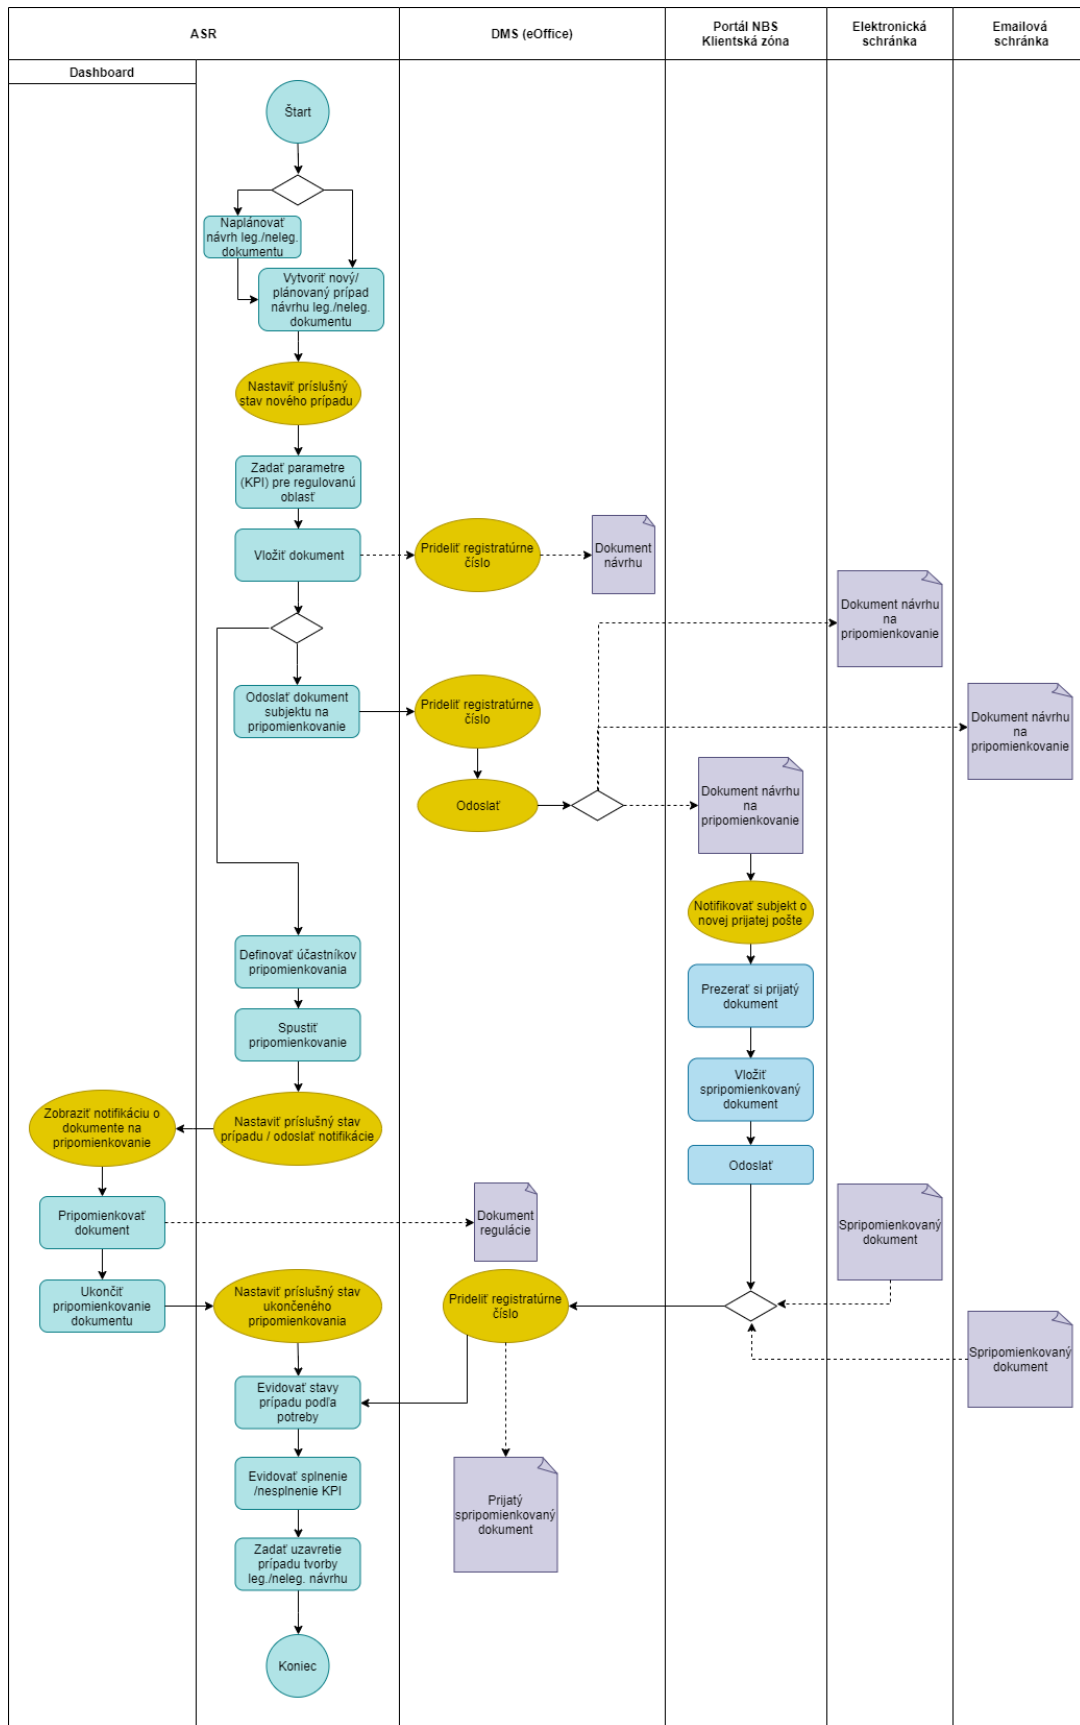 ASR
DMS (eOffice)
Portál NBS
Klientská zóna
Elektronická
schránka
Emailová
schránka
Dashboard
Štart
Naplánovať
návrh leg./neleg.
dokumentu
Vytvoriť nový/
plánovaný prípad
návrhu leg./neleg.
dokumentu
Nastaviť príslušný
stav nového prípadu
Zadať parametre
(KPI) pre regulovanú
oblasť
Vložiť dokument
Prideliť registratúrne
číslo
Dokument
návrhu
Dokument návrhu
na
pripomienkovanie
Odoslať dokument
subjektu na
pripomienkovanie
Prideliť registratúrne
číslo
Dokument návrhu
na
pripomienkovanie
Odoslať
Dokument návrhu
na
pripomienkovanie
Notifikovať subjekt o
novej prijatej pošte
Definovať účastníkov
pripomienkovania
Prezerať si prijatý
dokument
Spustiť
pripomienkovanie
Vložiť
spripomienkovaný
dokument
Zobraziť notifikáciu o
dokumente na
pripomienkovanie
Nastaviť príslušný stav
prípadu / odoslať notifikácie
Odoslať
Pripomienkovať
dokument
Dokument
regulácie
Spripomienkovaný
dokument
Ukončiť
pripomienkovanie
dokumentu
Nastaviť príslušný stav
ukončeného
pripomienkovania
Prideliť registratúrne
číslo
Spripomienkovaný
dokument
Evidovať stavy
prípadu podľa
potreby
Evidovať splnenie
/nesplnenie KPI
Prijatý
spripomienkovaný
dokument
Zadať uzavretie
prípadu tvorby
leg./neleg. návrhu
Koniec